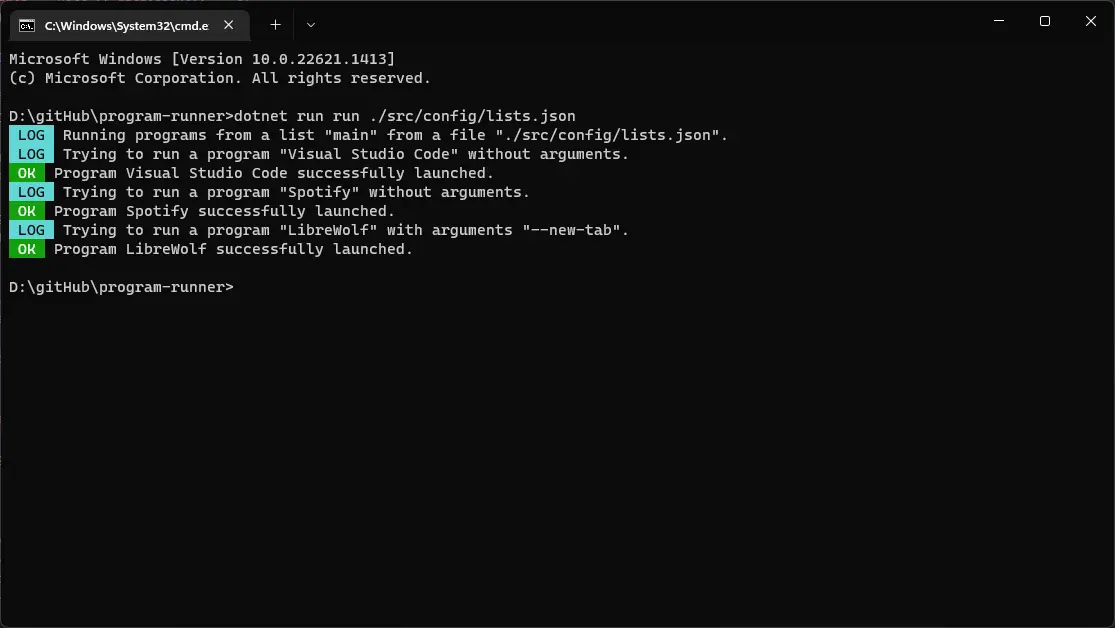 C:\Windows\System32\cmd.e
Microsoft Windows [Version 10.0.22621.1413]
(c) Microsoft Corporation. All rights reserved.
D:\gitHub\program-runner>dotnet run run ./src/config/lists.json
LOG Running programs from a list "main" from a file "./src/config/lists.json".
LOG Trying to run a program "Visual Studio Code" without arguments.
OK Program Visual Studio Code successfully launched.
LOG Trying to run a program "Spotify" without arguments.
OK Program Spotify successfully launched.
LOG Trying to run a program "LibreWolf" with arguments "--new-tab".
OK Program LibreWolf successfully launched.
D:\gitHub\program-runner>